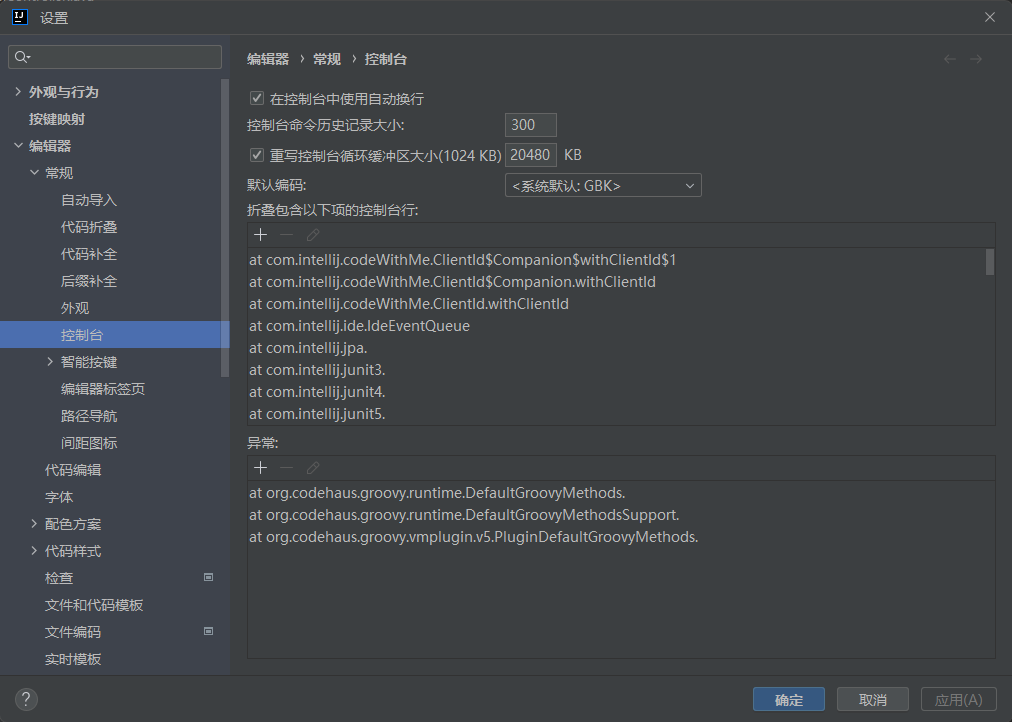 设置
外观与行为
按键映射
编辑器
常规
自动导入
代码折叠
代码补全
后缀补全
外观
控制台
智能按键
编辑器标签页
路径导航
间距图标
代码编辑
字体
配色方案
代码样式
检查
文件和代码模板
文件编码
实时模板
编辑器 › 常规 › 控制台
在控制台中使用自动换行
控制台命令历史记录大小: 300
重写控制台循环缓冲区大小(1024 KB) 20480 KB
默认编码: <系统默认: GBK>
折叠包含以下项的控制台行:
at com.intellij.codeWithMe.ClientId$Companion$withClientId$1
at com.intellij.codeWithMe.ClientId$Companion.withClientId
at com.intellij.codeWithMe.ClientId.withClientId
at com.intellij.ide.IdeEventQueue
at com.intellij.jpa.
at com.intellij.junit3.
at com.intellij.junit4.
at com.intellij.junit5.
异常:
at org.codehaus.groovy.runtime.DefaultGroovyMethods.
at org.codehaus.groovy.runtime.DefaultGroovyMethodsSupport.
at org.codehaus.groovy.vmplugin.v5.PluginDefaultGroovyMethods.
?
确定 取消 应用(A)